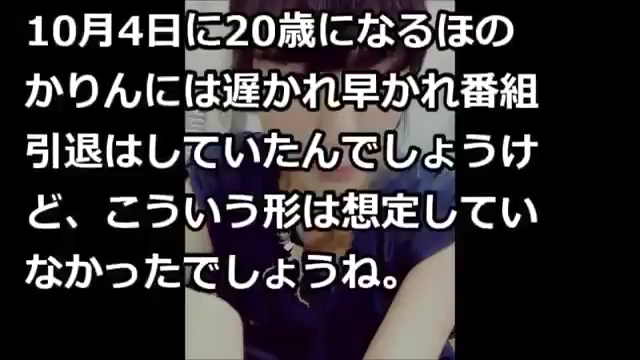 10月4日に20歳になるほの
かりんには遅かれ早かれ番組
引退はしていたんでしょうけ
ど、こういう形は想定してい
なかったでしょうね。